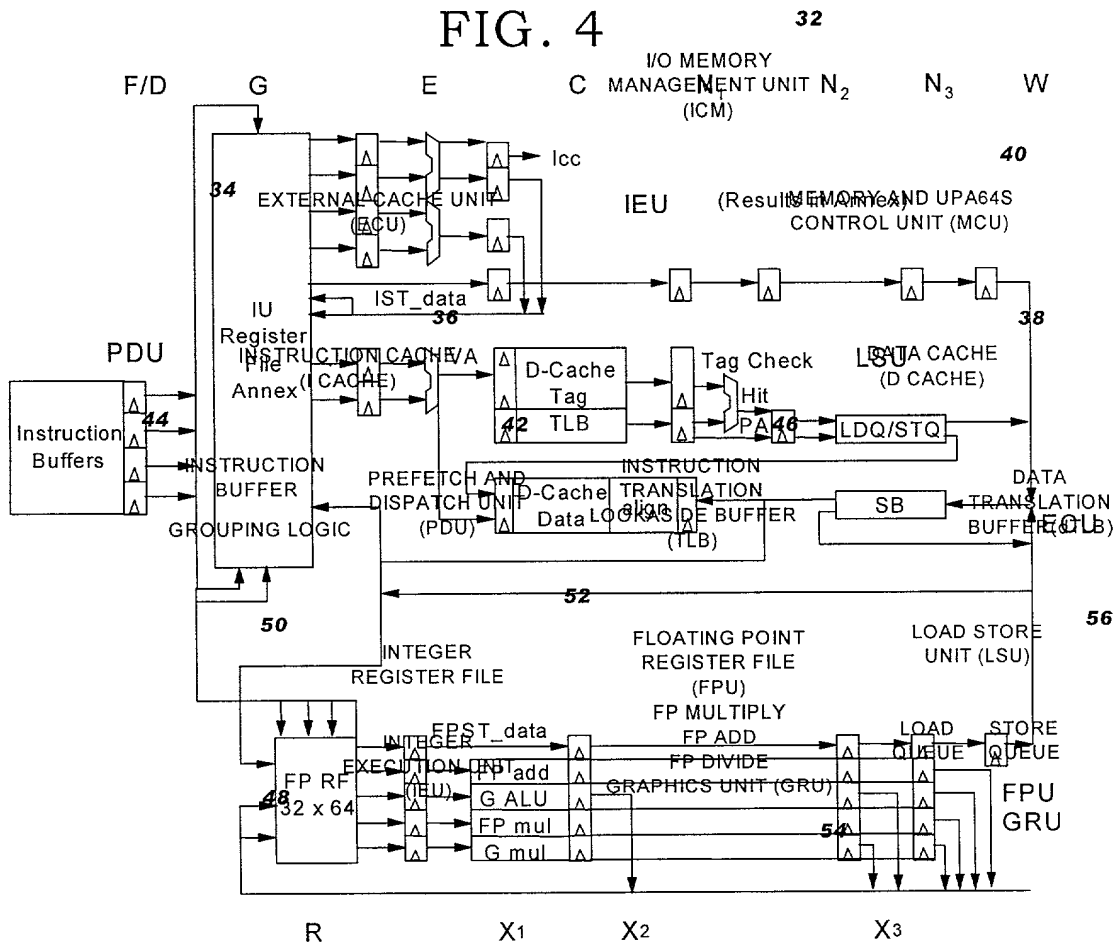 FIG. 4
32
I/O MEMORY
MANAGEMENT UNIT
(ICM)
F/D G E C N1 N2 N3 W
Icc
40
34
EXTERNAL CACHE UNIT
(ECU)
IEU
(Results in Annex)
MEMORY AND UPA64S
CONTROL UNIT (MCU)
IST_data
36
38
IU
Register
File
Annex
PDU
INSTRUCTION CACHE
(I CACHE)
VA
D-Cache
Tag
TLB
42
Tag Check
Hit
PA
46
LSU
DATA CACHE
(D CACHE)
LDQ/STQ
Instruction
Buffers
44
INSTRUCTION
BUFFER
GROUPING LOGIC
PREFETCH AND
DISPATCH UNIT
(PDU)
D-Cache
Data
align
INSTRUCTION
TRANSLATION
LOOKASIDE BUFFER
(TLB)
SB
DATA
TRANSLATION
BUFFER (dTLB)
ECU
50
52
56
INTEGER
REGISTER FILE
FLOATING POINT
REGISTER FILE
(FPU)
FP MULTIPLY
FP ADD
FP DIVIDE
GRAPHICS UNIT (GRU)
LOAD STORE
UNIT (LSU)
FPST_data
INTEGER
EXECUTION UNIT
(IEU)
LOAD
QUEUE
STORE
QUEUE
48
FP RF
32 x 64
FP add
G ALU
FP mul
G mul
54
FPU
GRU
R X1 X2 X3